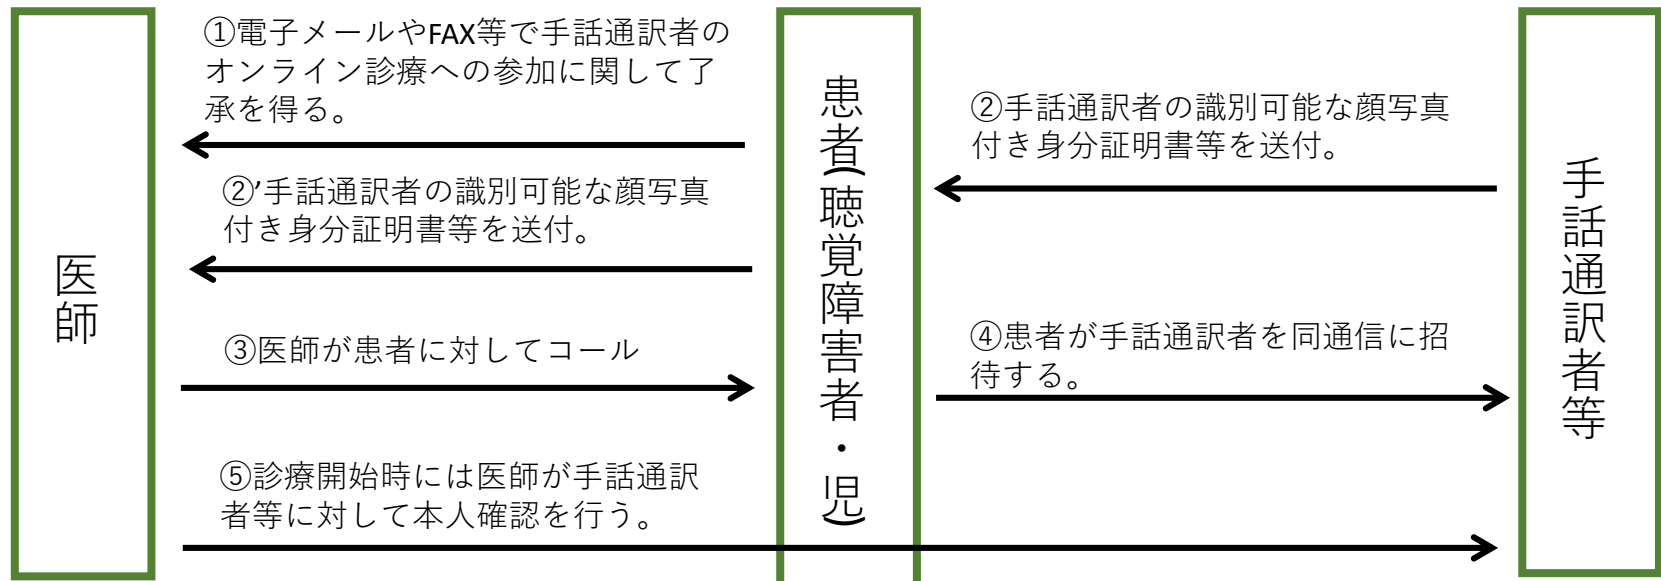 医師
①電子メールやFAX等で手話通訳者の
オンライン診療への参加に関して了
承を得る。
②’手話通訳者の識別可能な顔写真
付き身分証明書等を送付。
③医師が患者に対してコール
⑤診療開始時には医師が手話通訳
者等に対して本人確認を行う。
患者(聴覚障害者・児)
②手話通訳者の識別可能な顔写真
付き身分証明書等を送付。
④患者が手話通訳者を同通信に招
待する。
手話通訳者等